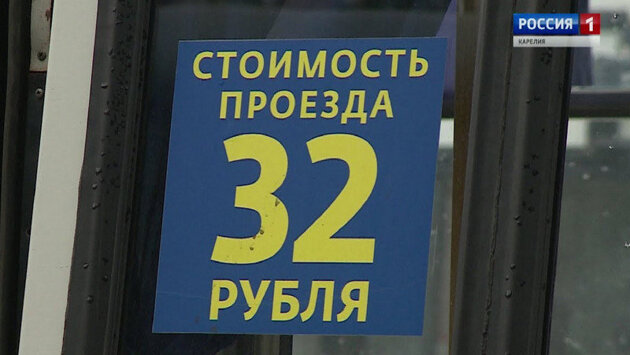 РОССИЯ 1
КАРЕЛИЯ
СТОИМОСТЬ
ПРОЕЗДА
32
РУБЛЯ